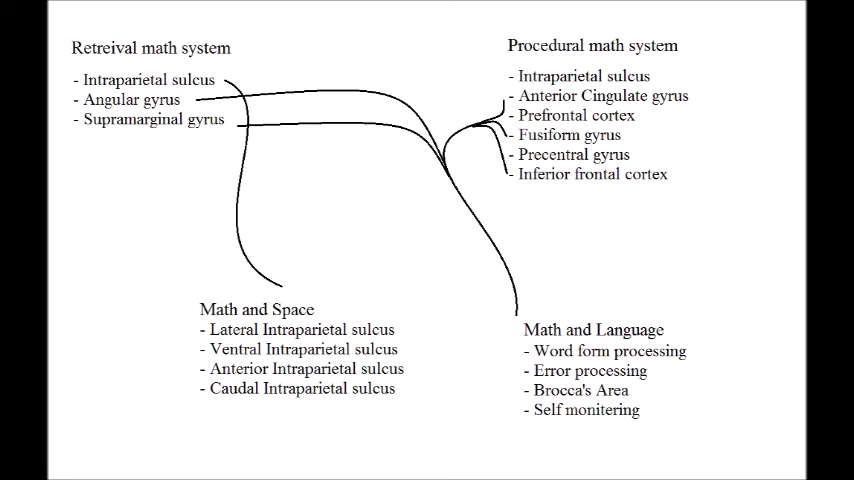 Retreival math system
- Intraparietal sulcus
- Angular gyrus
- Supramarginal gyrus
Procedural math system
- Intraparietal sulcus
- Anterior Cingulate gyrus
- Prefrontal cortex
- Fusiform gyrus
- Precentral gyrus
- Inferior frontal cortex
Math and Space
- Lateral Intraparietal sulcus
- Ventral Intraparietal sulcus
- Anterior Intraparietal sulcus
- Caudal Intraparietal sulcus
Math and Language
- Word form processing
- Error processing
- Brocca's Area
- Self monitering